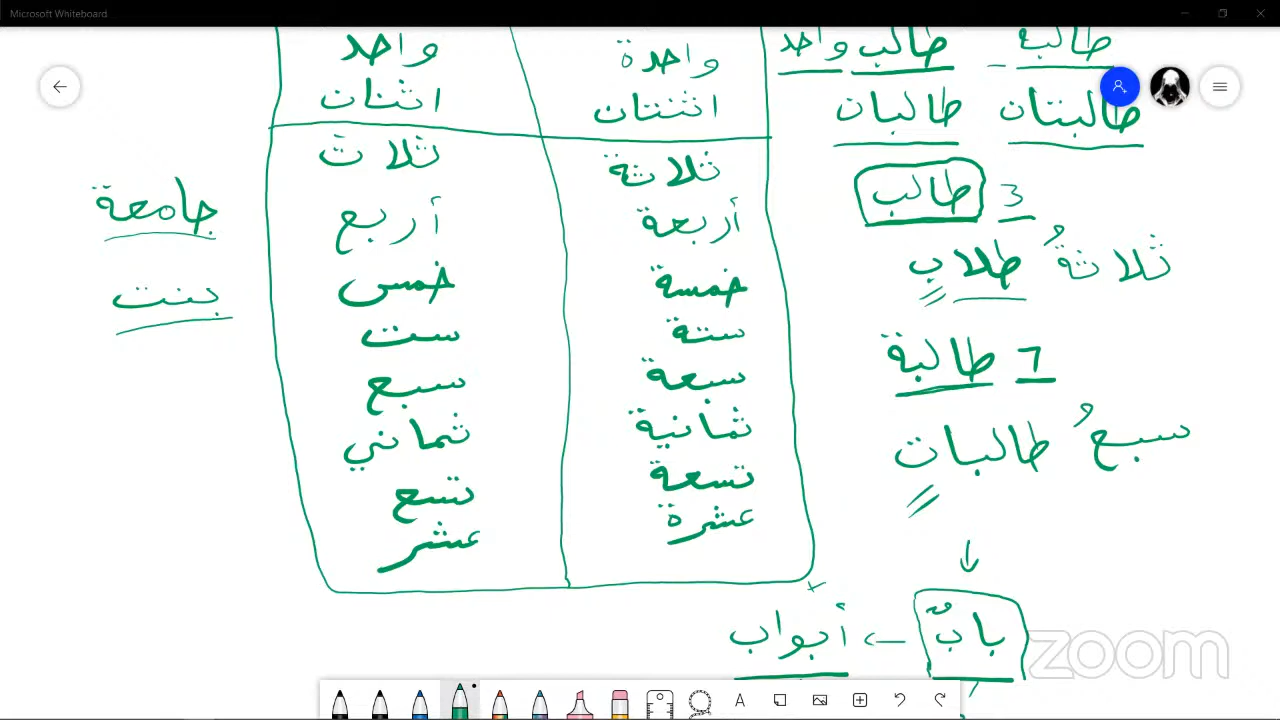 Microsoft Whiteboard
طالبة طالب واحد
طالبتان طالبان
3 طالب
ثلاثةُ طلاب
٦ طالبة
سبعُ طالبات
بابٌ ← أبواب
واحدة واحد
اثنتان اثنان
ثلاثة ثلاث
أربعة أربع
خمسة خمس
ستة ست
سبعة سبع
ثمانية ثماني
تسعة تسع
عشرة عشر
جامعة
بنت
zoom